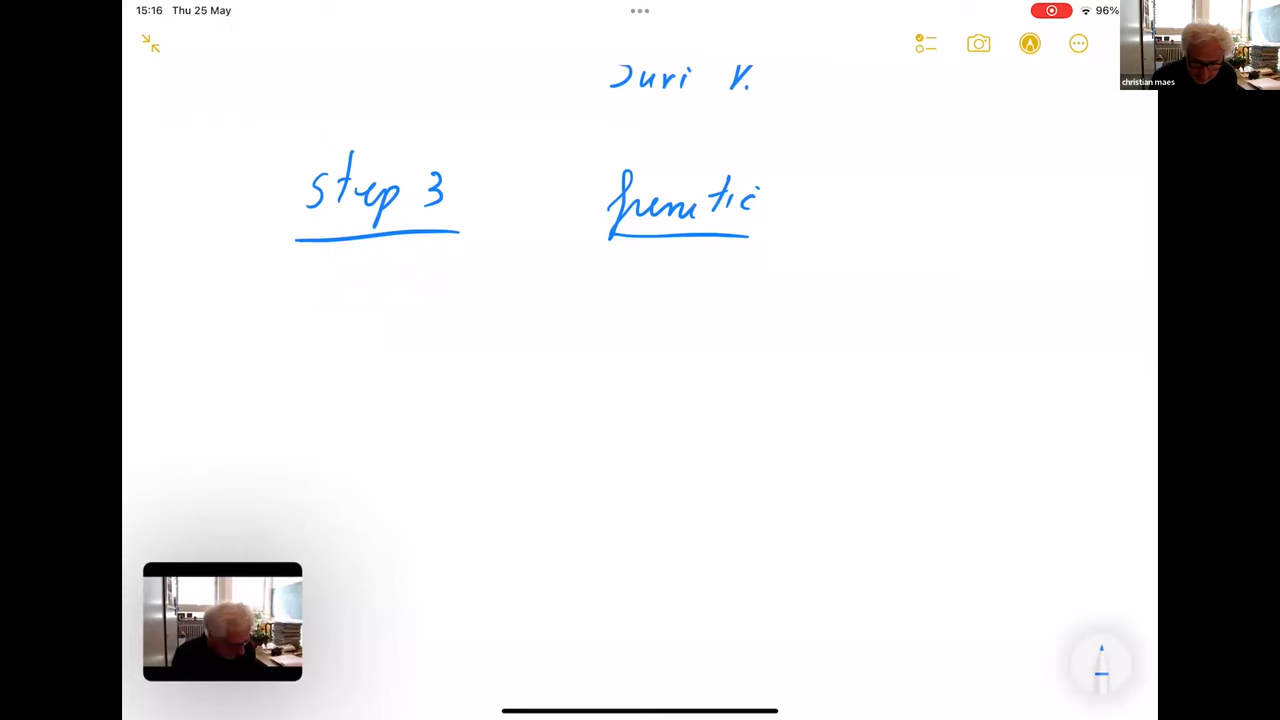 15:16 Thu 25 May
96%
christian maes
Juri V.
step 3 frenetic